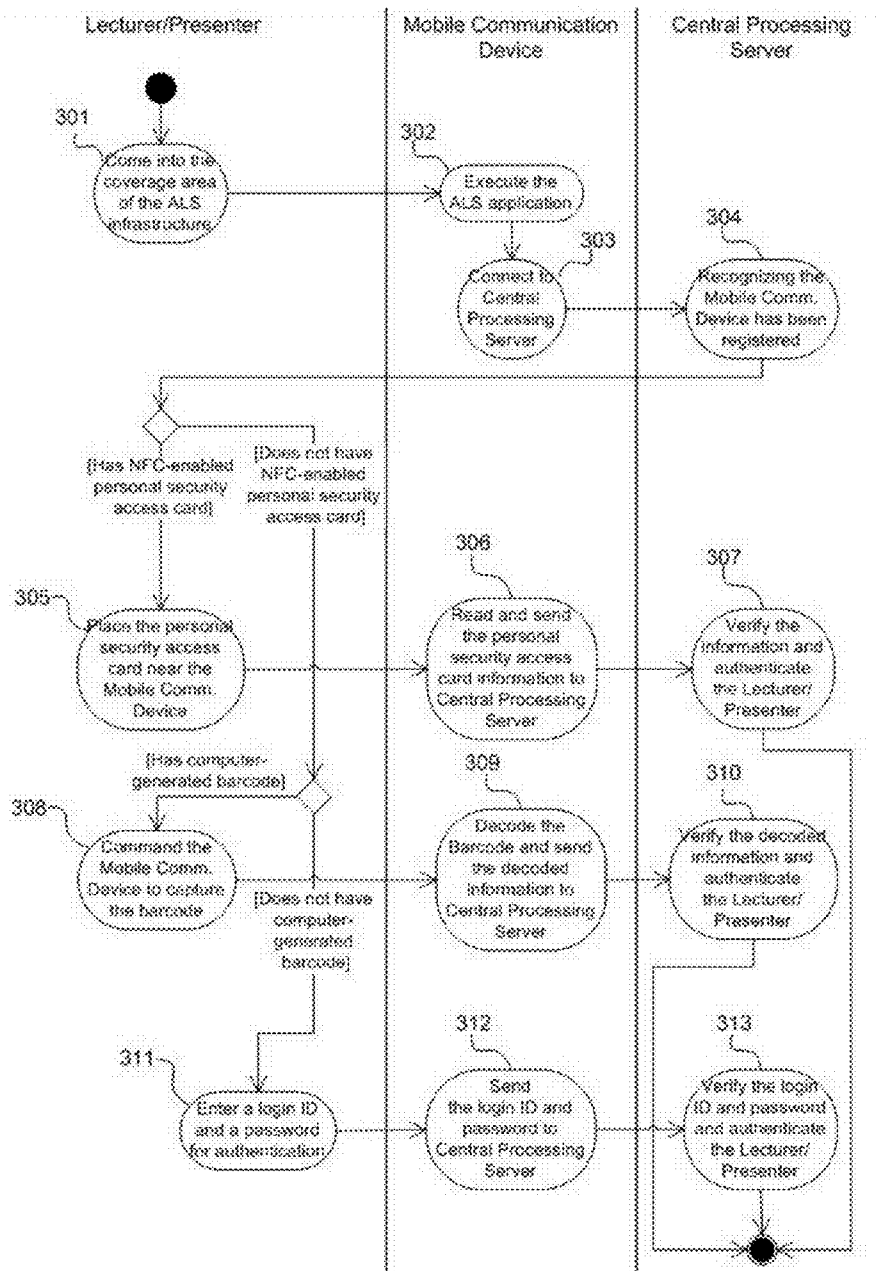 Lecturer/Presenter
Mobile Communication
Device
Central Processing
Server
301
Come into the
coverage area
of the ALS
infrastructure
302
Execute the
ALS application
303
Connect to
Central
Processing
Server
304
Recognizing the
Mobile Comm.
Device has been
registered
[Has NFC-enabled
personal security
access card]
[Does not have
NFC-enabled
personal security
access card]
305
Place the personal
security access
card near the
Mobile Comm.
Device
306
Read and send
the personal
security access
card information to
Central Processing
Server
307
Verify the
information and
authenticate
the Lecturer/
Presenter
[Has computer-
generated barcode]
308
Command the
Mobile Comm.
Device to capture
the barcode
309
Decode the
Barcode and send
the decoded
information to
Central Processing
Server
310
Verify the decoded
information and
authenticate
the Lecturer/
Presenter
[Does not have
computer-
generated
barcode]
311
Enter a login ID
and a password
for authentication
312
Send
the login ID and
password to
Central Processing
Server
313
Verify the login
ID and password
and authenticate
the Lecturer/
Presenter